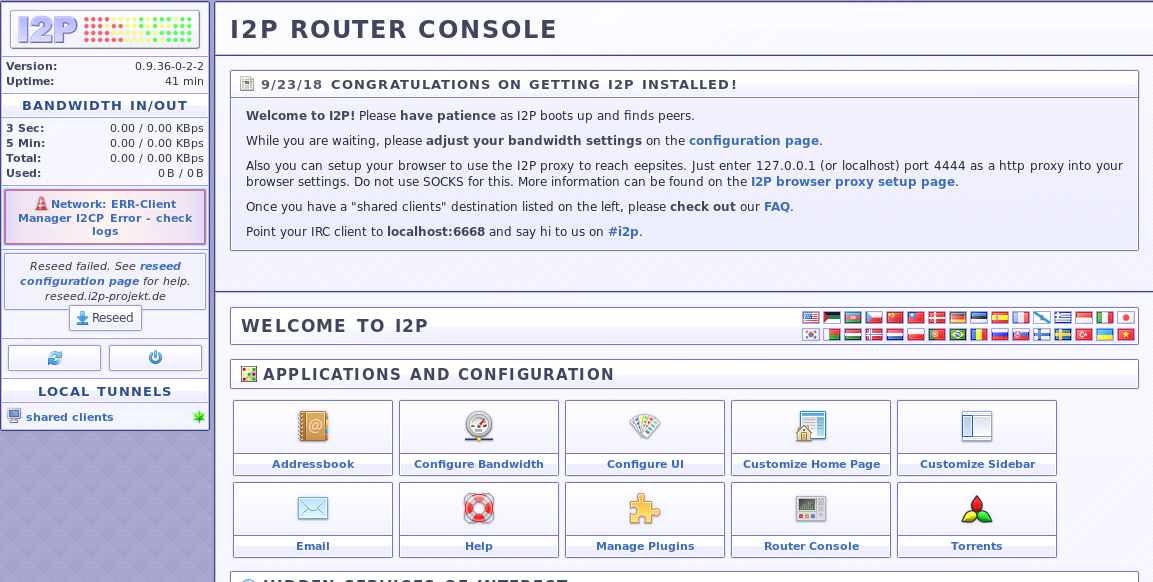 I2P
Version: 0.9.36-0-2-2
Uptime: 41 min
BANDWIDTH IN/OUT
3 Sec: 0.00 / 0.00 KBps
5 Min: 0.00 / 0.00 KBps
Total: 0.00 / 0.00 KBps
Used: 0 B / 0 B
Network: ERR-Client
Manager I2CP Error - check
logs
Reseed failed. See reseed
configuration page for help.
reseed.i2p-projekt.de
Reseed
LOCAL TUNNELS
shared clients
I2P ROUTER CONSOLE
9/23/18 CONGRATULATIONS ON GETTING I2P INSTALLED!
Welcome to I2P! Please have patience as I2P boots up and finds peers.
While you are waiting, please adjust your bandwidth settings on the configuration page.
Also you can setup your browser to use the I2P proxy to reach eepsites. Just enter 127.0.0.1 (or localhost) port 4444 as a http proxy into your
browser settings. Do not use SOCKS for this. More information can be found on the I2P browser proxy setup page.
Once you have a "shared clients" destination listed on the left, please check out our FAQ.
Point your IRC client to localhost:6668 and say hi to us on #i2p.
WELCOME TO I2P
APPLICATIONS AND CONFIGURATION
Addressbook
Configure Bandwidth
Configure UI
Customize Home Page
Customize Sidebar
Email
Help
Manage Plugins
Router Console
Torrents
HIDDEN SERVICES OF INTEREST